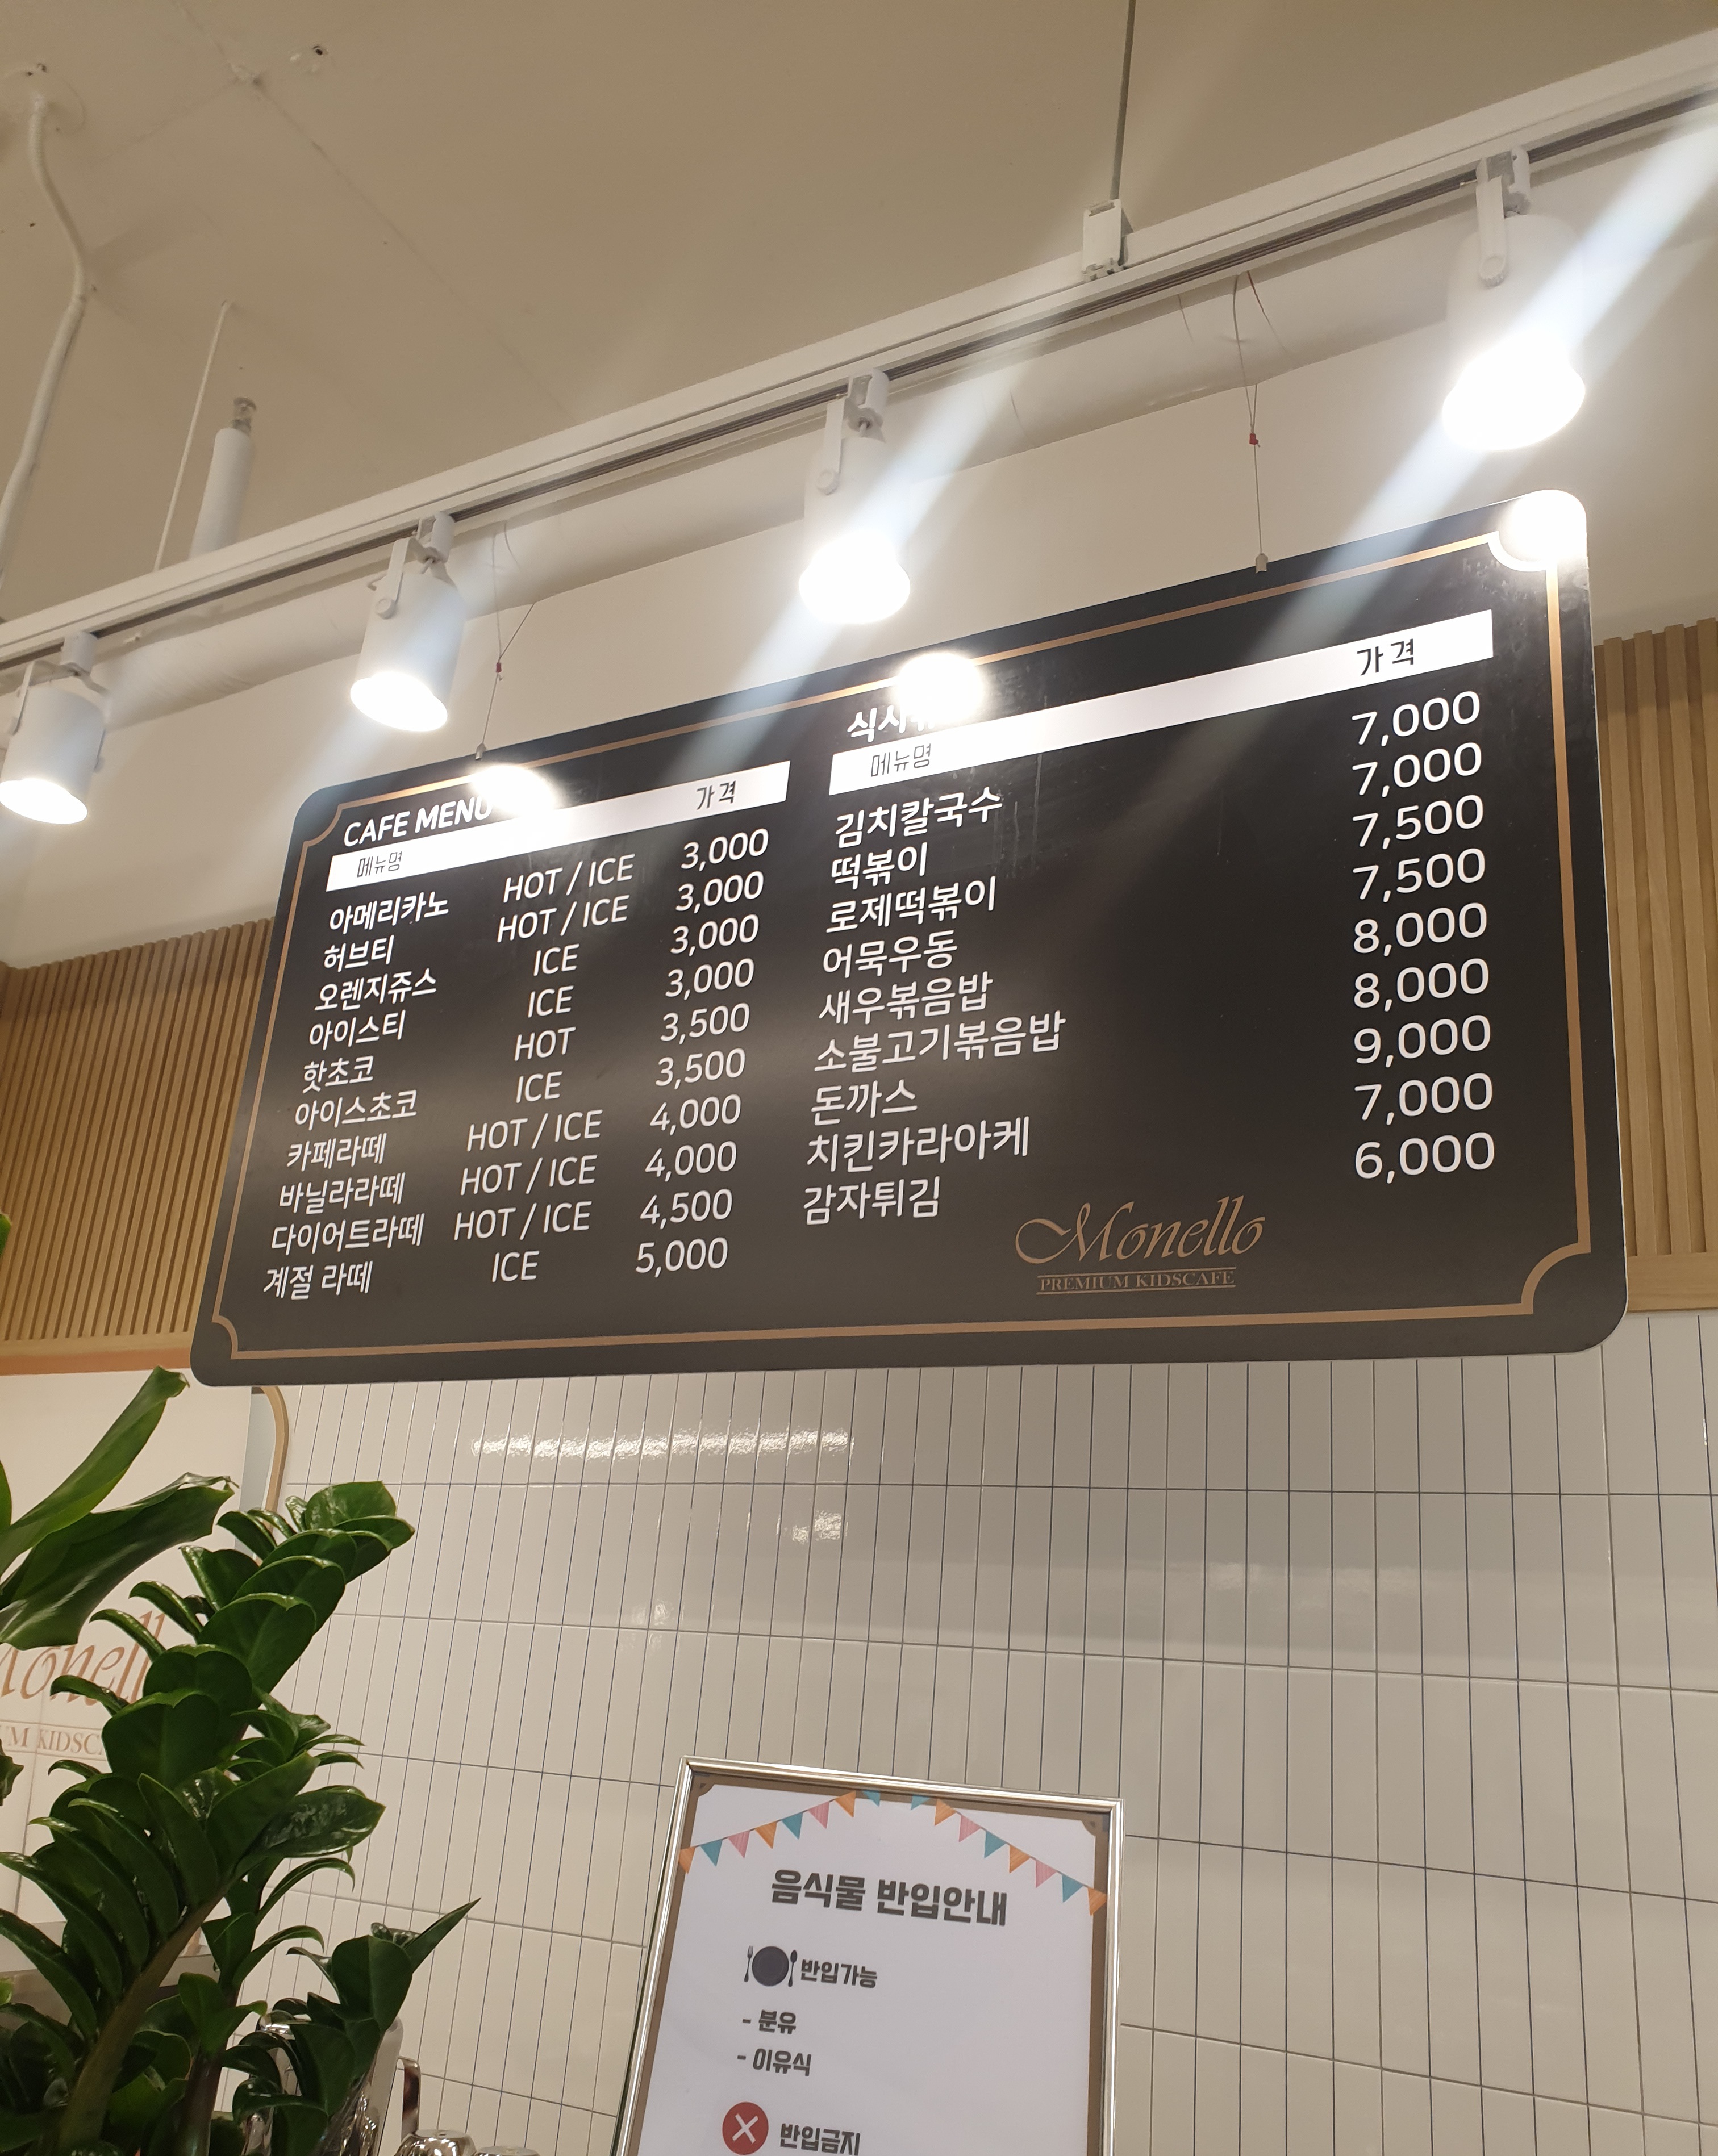 CAFE MENU
메뉴명 가격
아메리카노 HOT / ICE 3,000
허브티 HOT / ICE 3,000
오렌지쥬스 ICE 3,000
아이스티 ICE 3,000
핫초코 HOT 3,500
아이스초코 ICE 3,500
카페라떼 HOT / ICE 4,000
바닐라라떼 HOT / ICE 4,000
다이어트라떼 HOT / ICE 4,500
계절 라떼 ICE 5,000
메뉴명 가격
김치칼국수 7,000
떡볶이 7,000
로제떡볶이 7,500
어묵우동 7,500
새우볶음밥 8,000
소불고기볶음밥 8,000
돈까스 9,000
치킨카라아케 7,000
감자튀김 6,000
Monello
PREMIUM KIDSCAFE
음식물 반입안내
반입가능
- 분유
- 이유식
반입금지